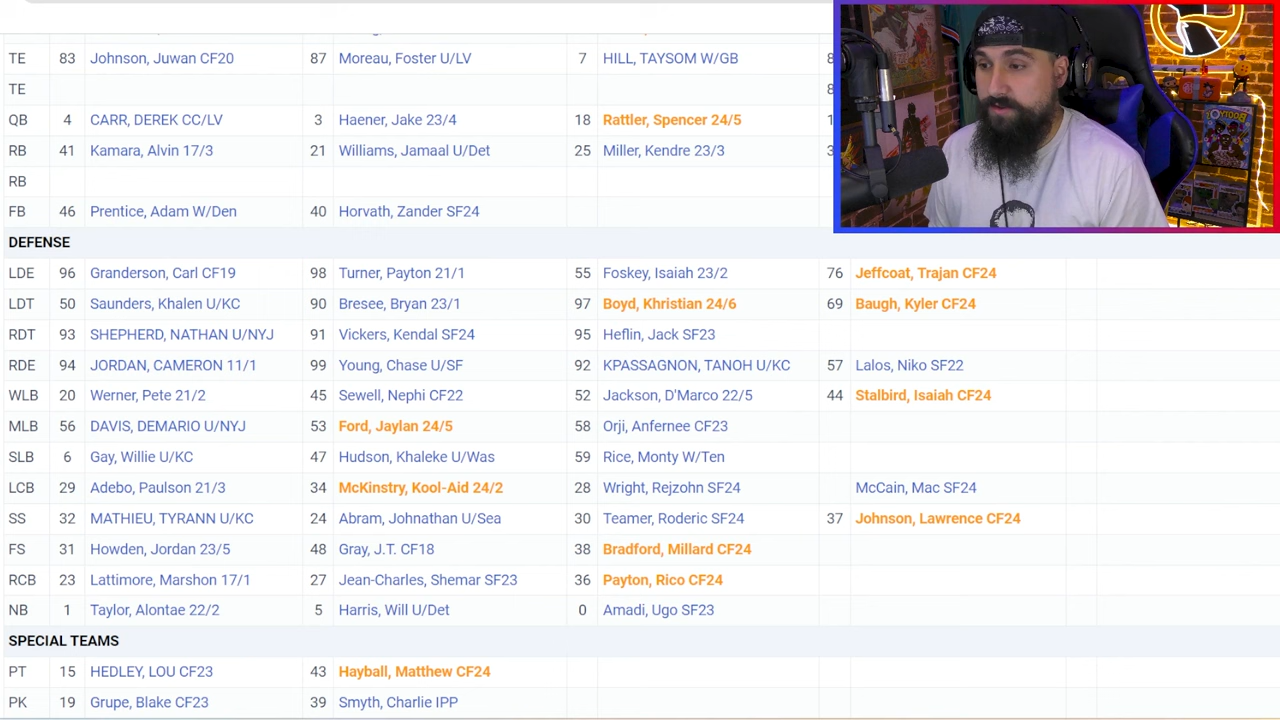 TE 83 Johnson, Juwan CF20 87 Moreau, Foster U/LV 7 HILL, TAYSOM W/GB
TE
QB 4 CARR, DEREK CC/LV 3 Haener, Jake 23/4 18 Rattler, Spencer 24/5
RB 41 Kamara, Alvin 17/3 21 Williams, Jamaal U/Det 25 Miller, Kendre 23/3
RB
FB 46 Prentice, Adam W/Den 40 Horvath, Zander SF24
DEFENSE
LDE 96 Granderson, Carl CF19 98 Turner, Payton 21/1 55 Foskey, Isaiah 23/2 76 Jeffcoat, Trajan CF24
LDT 50 Saunders, Khalen U/KC 90 Bresee, Bryan 23/1 97 Boyd, Khristian 24/6 69 Baugh, Kyler CF24
RDT 93 SHEPHERD, NATHAN U/NYJ 91 Vickers, Kendal SF24 95 Heflin, Jack SF23
RDE 94 JORDAN, CAMERON 11/1 99 Young, Chase U/SF 92 KPASSAGNON, TANOH U/KC 57 Lalos, Niko SF22
WLB 20 Werner, Pete 21/2 45 Sewell, Nephi CF22 52 Jackson, D'Marco 22/5 44 Stalbird, Isaiah CF24
MLB 56 DAVIS, DEMARIO U/NYJ 53 Ford, Jaylan 24/5 58 Orji, Anfernee CF23
SLB 6 Gay, Willie U/KC 47 Hudson, Khaleke U/Was 59 Rice, Monty W/Ten
LCB 29 Adebo, Paulson 21/3 34 McKinstry, Kool-Aid 24/2 28 Wright, Rejzohn SF24 McCain, Mac SF24
SS 32 MATHIEU, TYRANN U/KC 24 Abram, Johnathan U/Sea 30 Teamer, Roderic SF24 37 Johnson, Lawrence CF24
FS 31 Howden, Jordan 23/5 48 Gray, J.T. CF18 38 Bradford, Millard CF24
RCB 23 Lattimore, Marshon 17/1 27 Jean-Charles, Shemar SF23 36 Payton, Rico CF24
NB 1 Taylor, Alontae 22/2 5 Harris, Will U/Det 0 Amadi, Ugo SF23
SPECIAL TEAMS
PT 15 HEDLEY, LOU CF23 43 Hayball, Matthew CF24
PK 19 Grupe, Blake CF23 39 Smyth, Charlie IPP